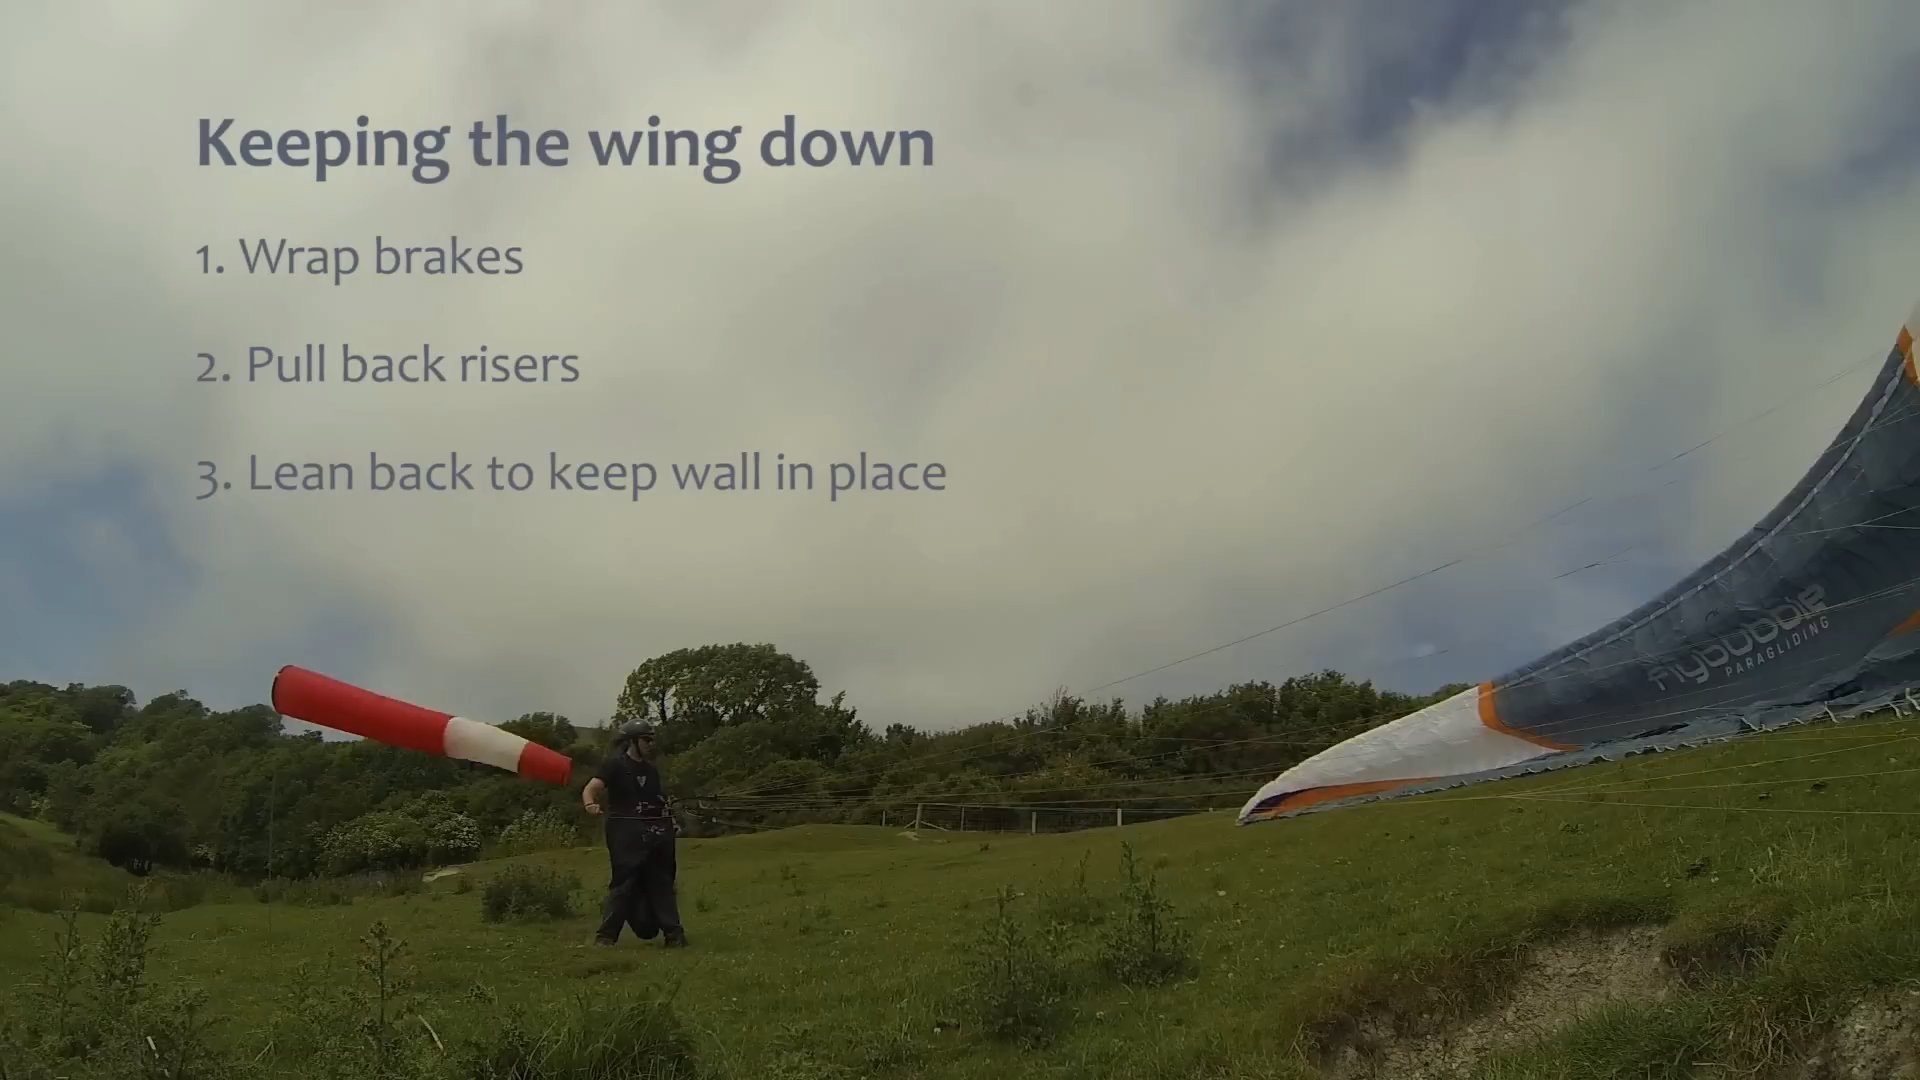 Keeping the wing down
1. Wrap brakes
2. Pull back risers
3. Lean back to keep wall in place
flybubble
PARAGLIDING